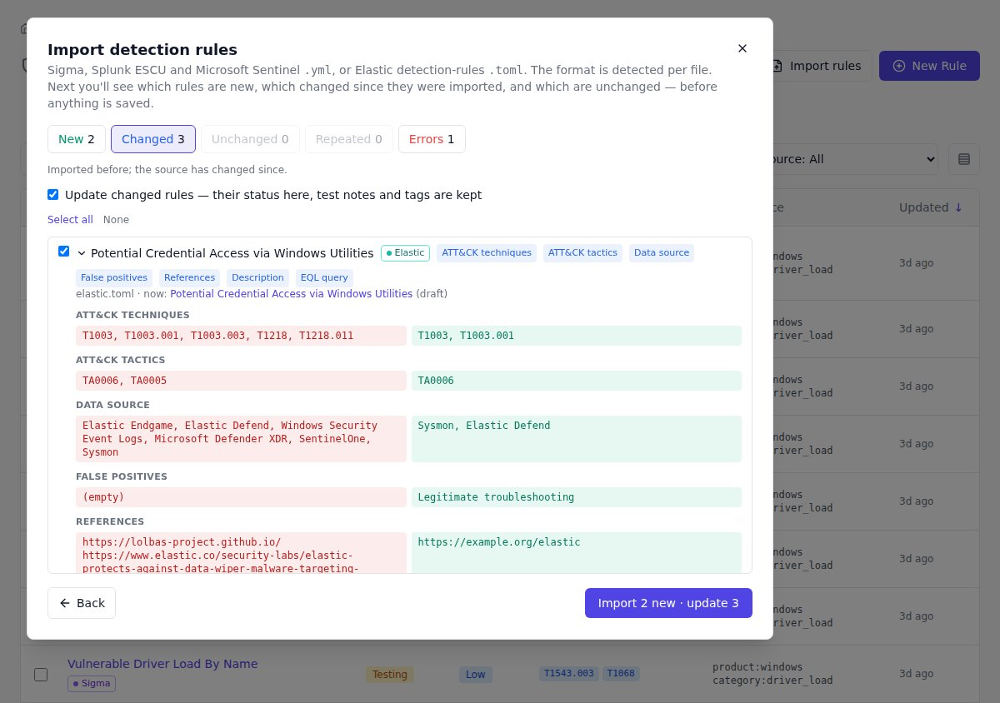 Import detection rules
Sigma, Splunk ESCU and Microsoft Sentinel .yml, or Elastic detection-rules .toml. The format is detected per file.
Next you'll see which rules are new, which changed since they were imported, and which are unchanged — before
anything is saved.
Import rules
New Rule
New 2
Changed 3
Unchanged 0
Repeated 0
Errors 1
Imported before; the source has changed since.
ource: All
Update changed rules — their status here, test notes and tags are kept
Updated ↓
Select all
None
Potential Credential Access via Windows Utilities
Elastic
ATT&CK techniques
ATT&CK tactics
Data source
False positives
References
Description
EQL query
elastic.toml · now: Potential Credential Access via Windows Utilities (draft)
ATT&CK TECHNIQUES
T1003, T1003.001, T1003.003, T1218, T1218.011
T1003, T1003.001
ATT&CK TACTICS
TA0006, TA0005
TA0006
DATA SOURCE
Elastic Endgame, Elastic Defend, Windows Security
Event Logs, Microsoft Defender XDR, SentinelOne,
Sysmon
Sysmon, Elastic Defend
FALSE POSITIVES
(empty)
Legitimate troubleshooting
REFERENCES
https://lolbas-project.github.io/
https://www.elastic.co/security-labs/elastic-
protects-against-data-wiper-malware-targeting-
https://example.org/elastic
Back
Import 2 new · update 3
ce
ndows
river_load
3d ago
ndows
river_load
3d ago
ndows
river_load
3d ago
ndows
river_load
3d ago
ndows
river_load
3d ago
ndows
river_load
3d ago
ndows
river_load
3d ago
Vulnerable Driver Load By Name
Sigma
Testing
Low
T1543.003
T1068
product:windows
category:driver_load
3d ago